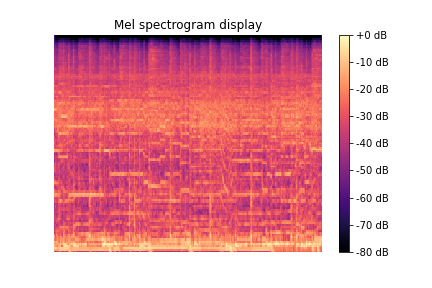 Mel spectrogram display
+0 dB
-10 dB
-20 dB
-30 dB
-40 dB
-50 dB
-60 dB
-70 dB
-80 dB